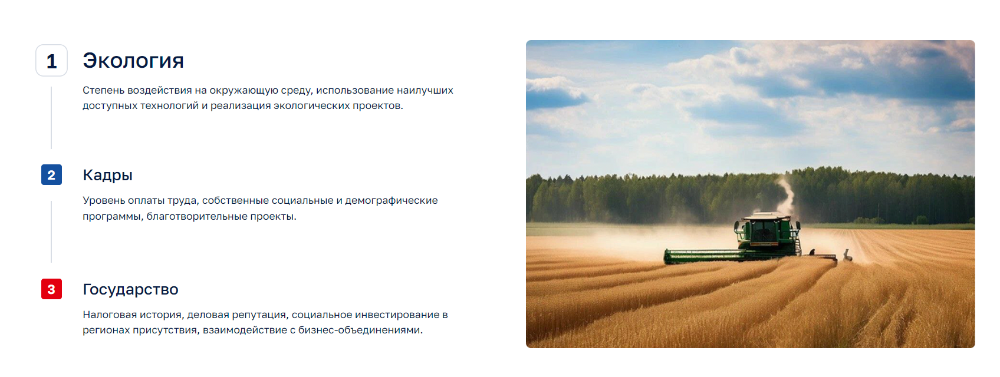 1
Экология
Степень воздействия на окружающую среду, использование наилучших
доступных технологий и реализация экологических проектов.
2
Кадры
Уровень оплаты труда, собственные социальные и демографические
программы, благотворительные проекты.
3
Государство
Налоговая история, деловая репутация, социальное инвестирование в
регионах присутствия, взаимодействие с бизнес-объединениями.